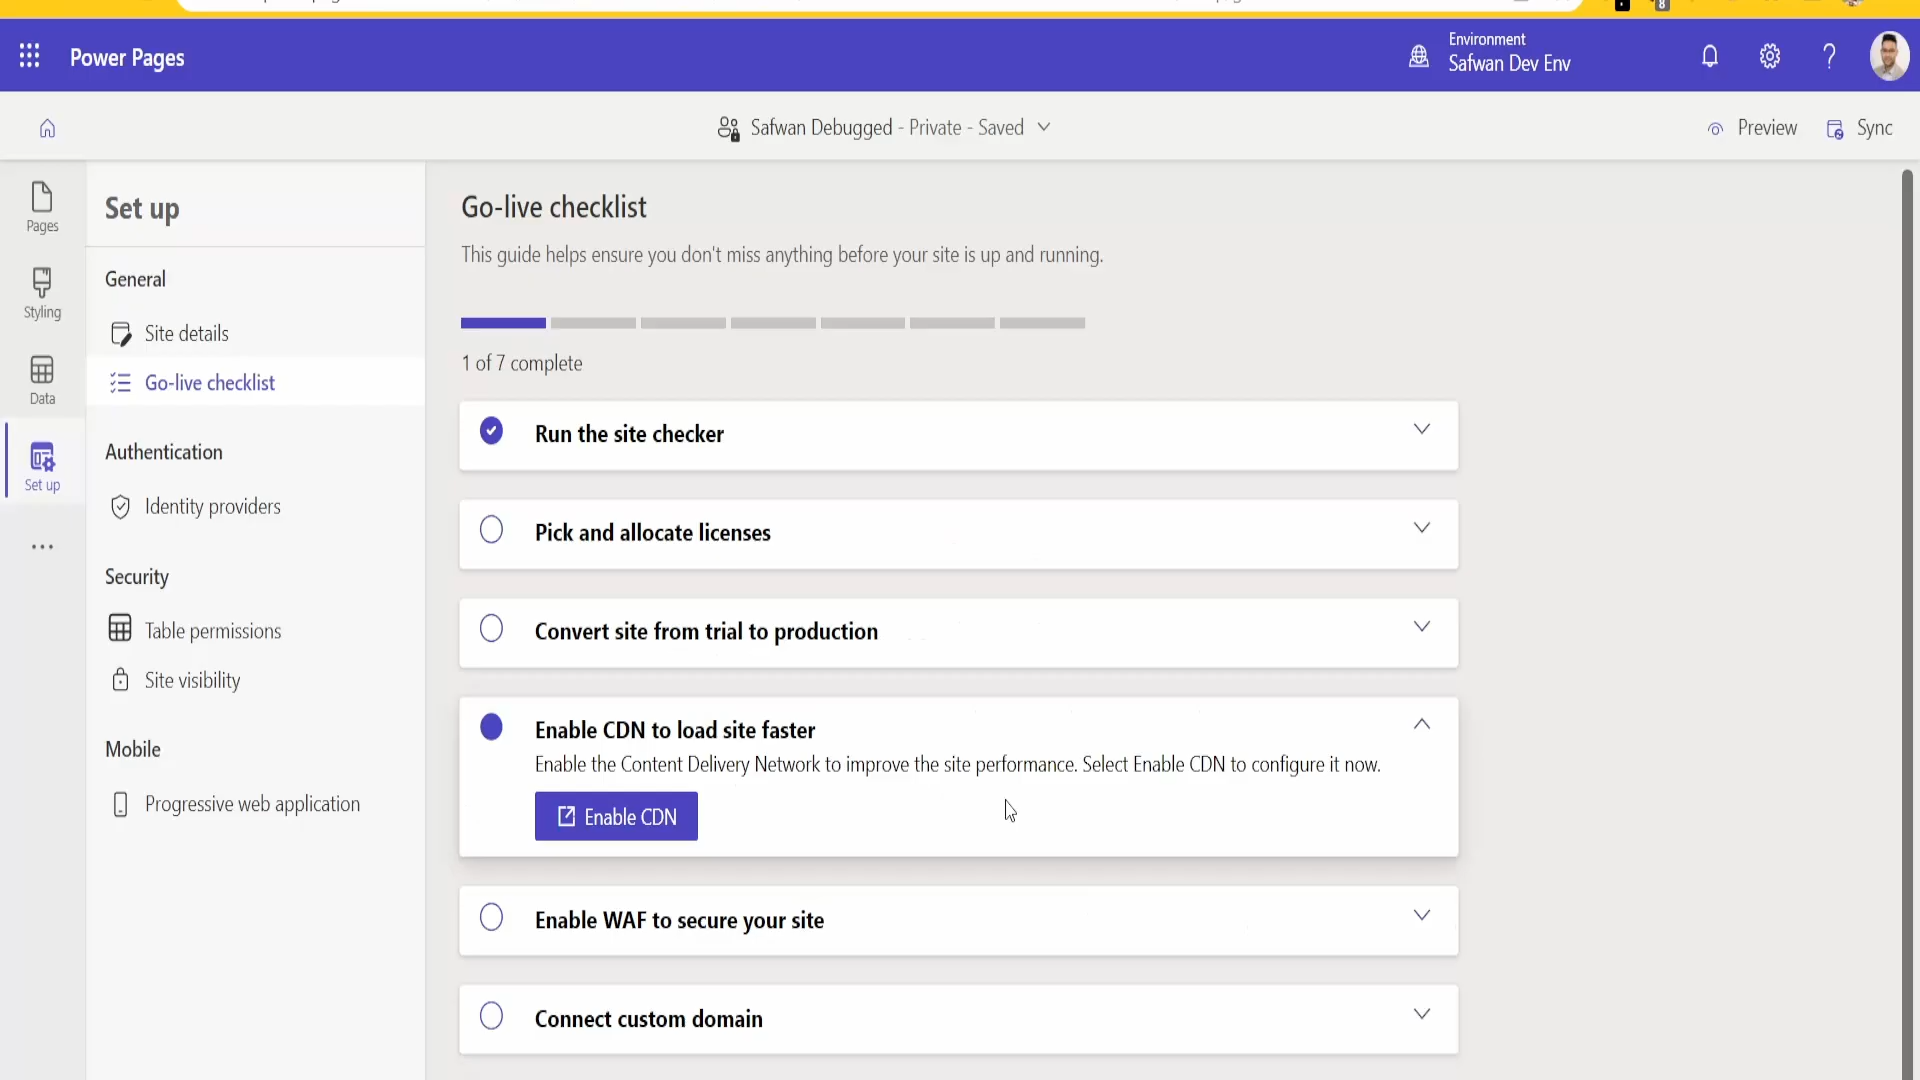 Power Pages
Environment
Safwan Dev Env
8
Safwan Debugged - Private - Saved
Preview
Sync
Pages
Styling
Data
Set up
Set up
General
Site details
Go-live checklist
Authentication
Identity providers
Security
Table permissions
Site visibility
Mobile
Progressive web application
Go-live checklist
This guide helps ensure you don't miss anything before your site is up and running.
1 of 7 complete
Run the site checker
Pick and allocate licenses
Convert site from trial to production
Enable CDN to load site faster
Enable the Content Delivery Network to improve the site performance. Select Enable CDN to configure it now.
Enable CDN
Enable WAF to secure your site
Connect custom domain